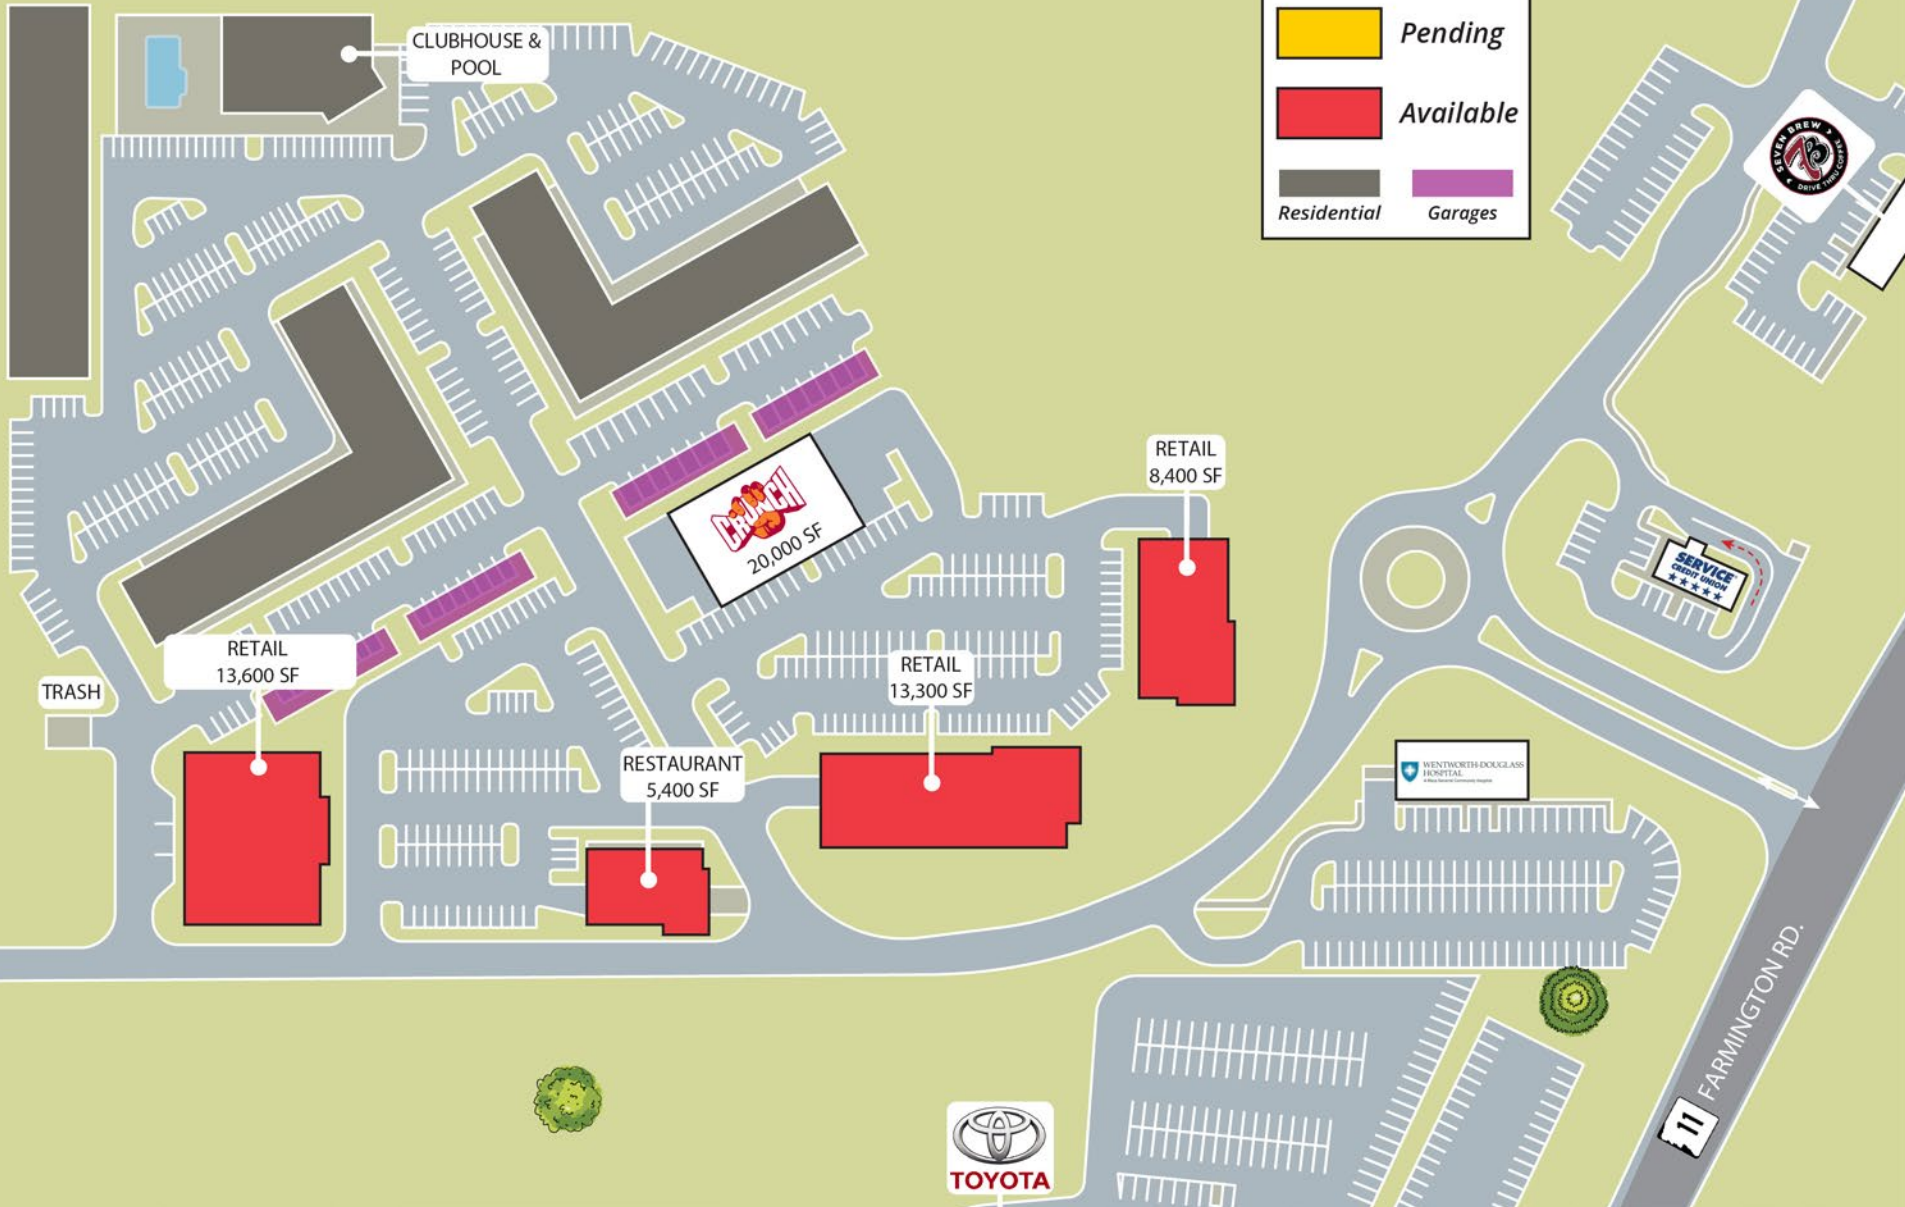 CLUBHOUSE &
POOL
Pending
Available
Residential
Garages
SEVEN BREW
7B
DRIVE THRU COFFEE
RETAIL
8,400 SF
CRUNCH
20,000 SF
SERVICE
CREDIT UNION
RETAIL
13,600 SF
TRASH
RETAIL
13,300 SF
RESTAURANT
5,400 SF
WENTWORTH-DOUGLASS
HOSPITAL
FARMINGTON RD.
11
TOYOTA